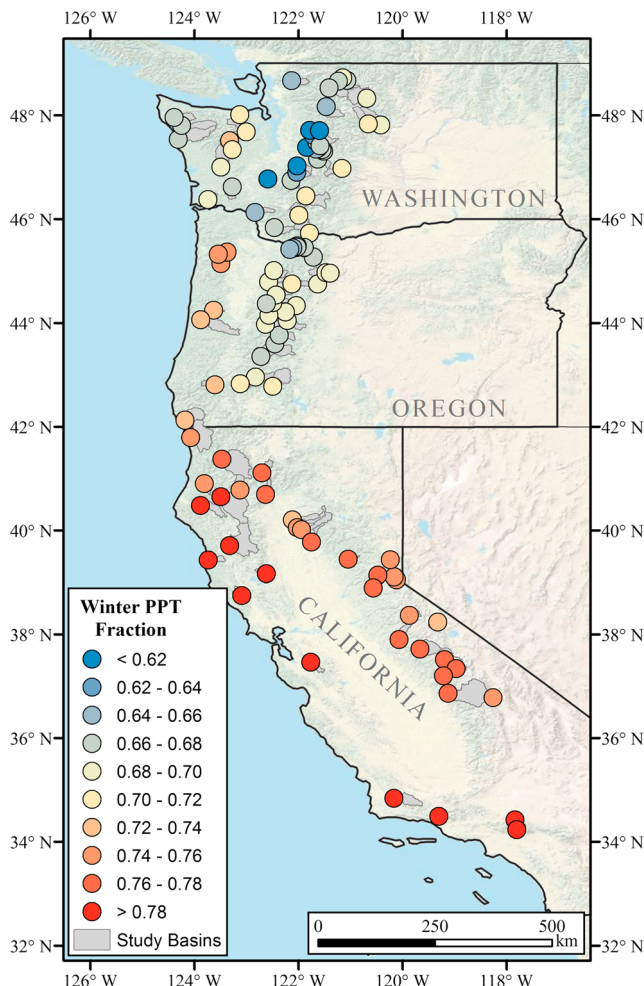 126° W 124° W 122° W 120° W 118° W
48° N 48° N
WASHINGTON
46° N 46° N
44° N 44° N
OREGON
42° N 42° N
40° N 40° N
CALIFORNIA
38° N 38° N
36° N 36° N
34° N 34° N
32° N 32° N
Winter PPT
Fraction
< 0.62
0.62 - 0.64
0.64 - 0.66
0.66 - 0.68
0.68 - 0.70
0.70 - 0.72
0.72 - 0.74
0.74 - 0.76
0.76 - 0.78
> 0.78
Study Basins
0 250 500
km
126° W 124° W 122° W 120° W 118° W